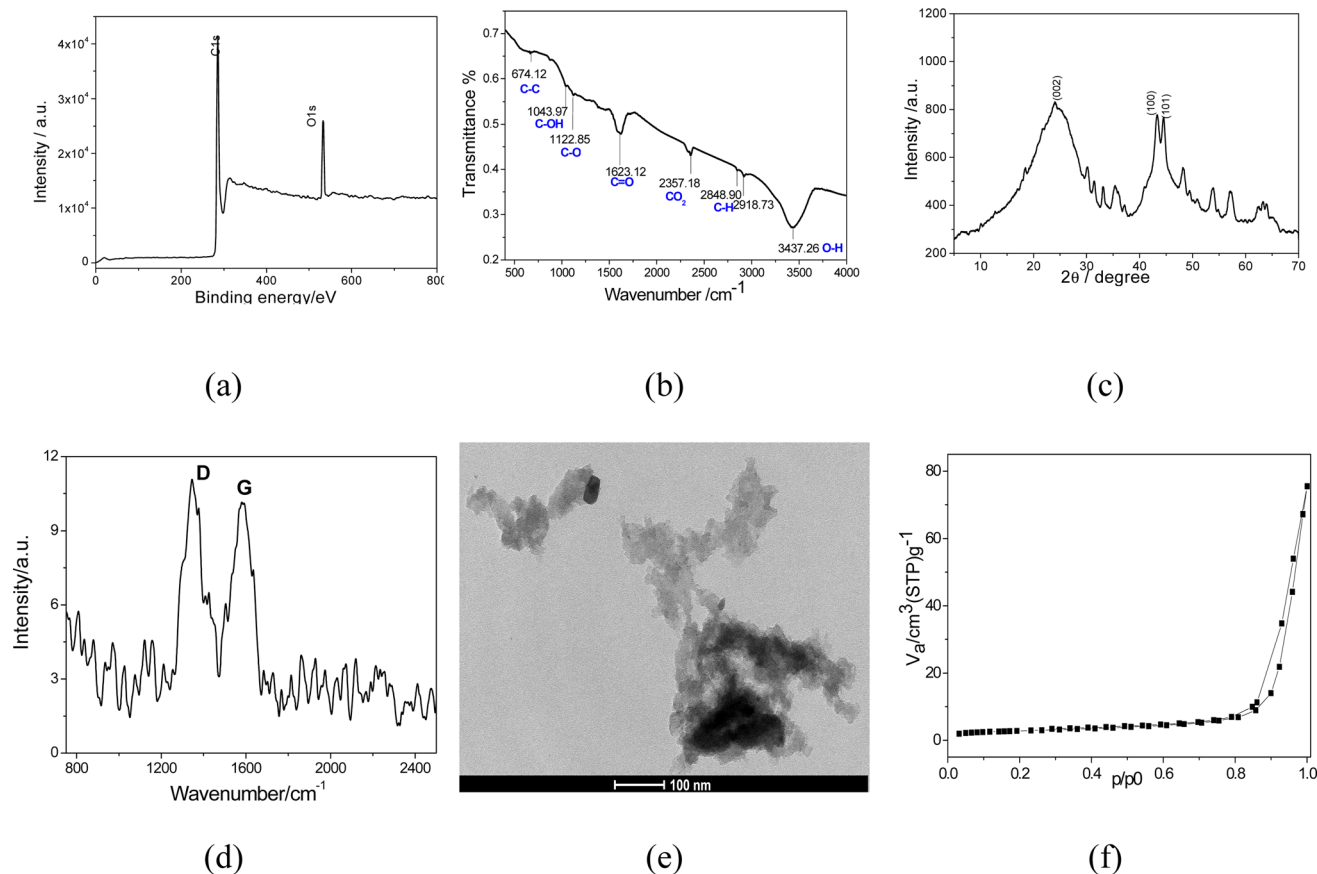 C1s
O1s
4x10⁴
3x10⁴
2x10⁴
1x10⁴
0
0 200 400 600 800
Intensity / a.u.
Binding energy/eV
(a)
0.7
0.6
0.5
0.4
0.3
0.2
Transmittance %
674.12
C-C
1043.97
C-OH
1122.85
C-O
1623.12
C=O
2357.18
CO₂
2848.90
C-H
2918.73
3437.26 O-H
500 1000 1500 2000 2500 3000 3500 4000
Wavenumber /cm⁻¹
(b)
1200
1000
800
600
400
200
Intensity /a.u.
(002)
(100)
(101)
10 20 30 40 50 60 70
2θ / degree
(c)
12
9
6
3
0
Intensity/a.u.
D
G
800 1200 1600 2000 2400
Wavenumber/cm⁻¹
(d)
100 nm
(e)
80
60
40
20
0
Va/cm³(STP)g⁻¹
0.0 0.2 0.4 0.6 0.8 1.0
p/p0
(f)